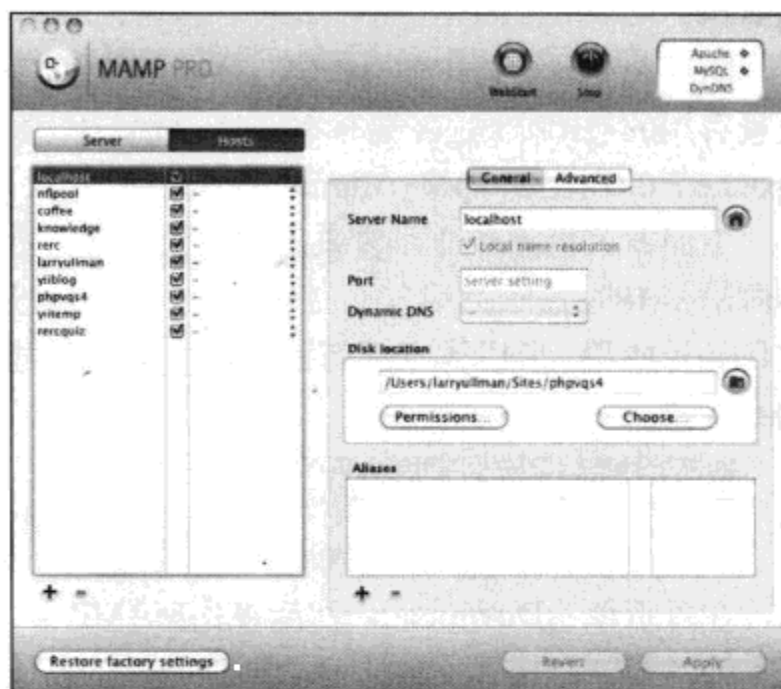 MAMP PRO
WebStart
Stop
Apache
MySQL
DynDNS
Server
Hosts
localhost
nflpool
coffee
knowledge
rerc
larryullman
yiiblog
phpvqs4
yiitemp
rercquiz
General
Advanced
Server Name
localhost
Local name resolution
Port
server setting
Dynamic DNS
Disk location
/Users/larryullman/Sites/phpvqs4
Permissions...
Choose...
Aliases
Restore factory settings
Revert
Apply